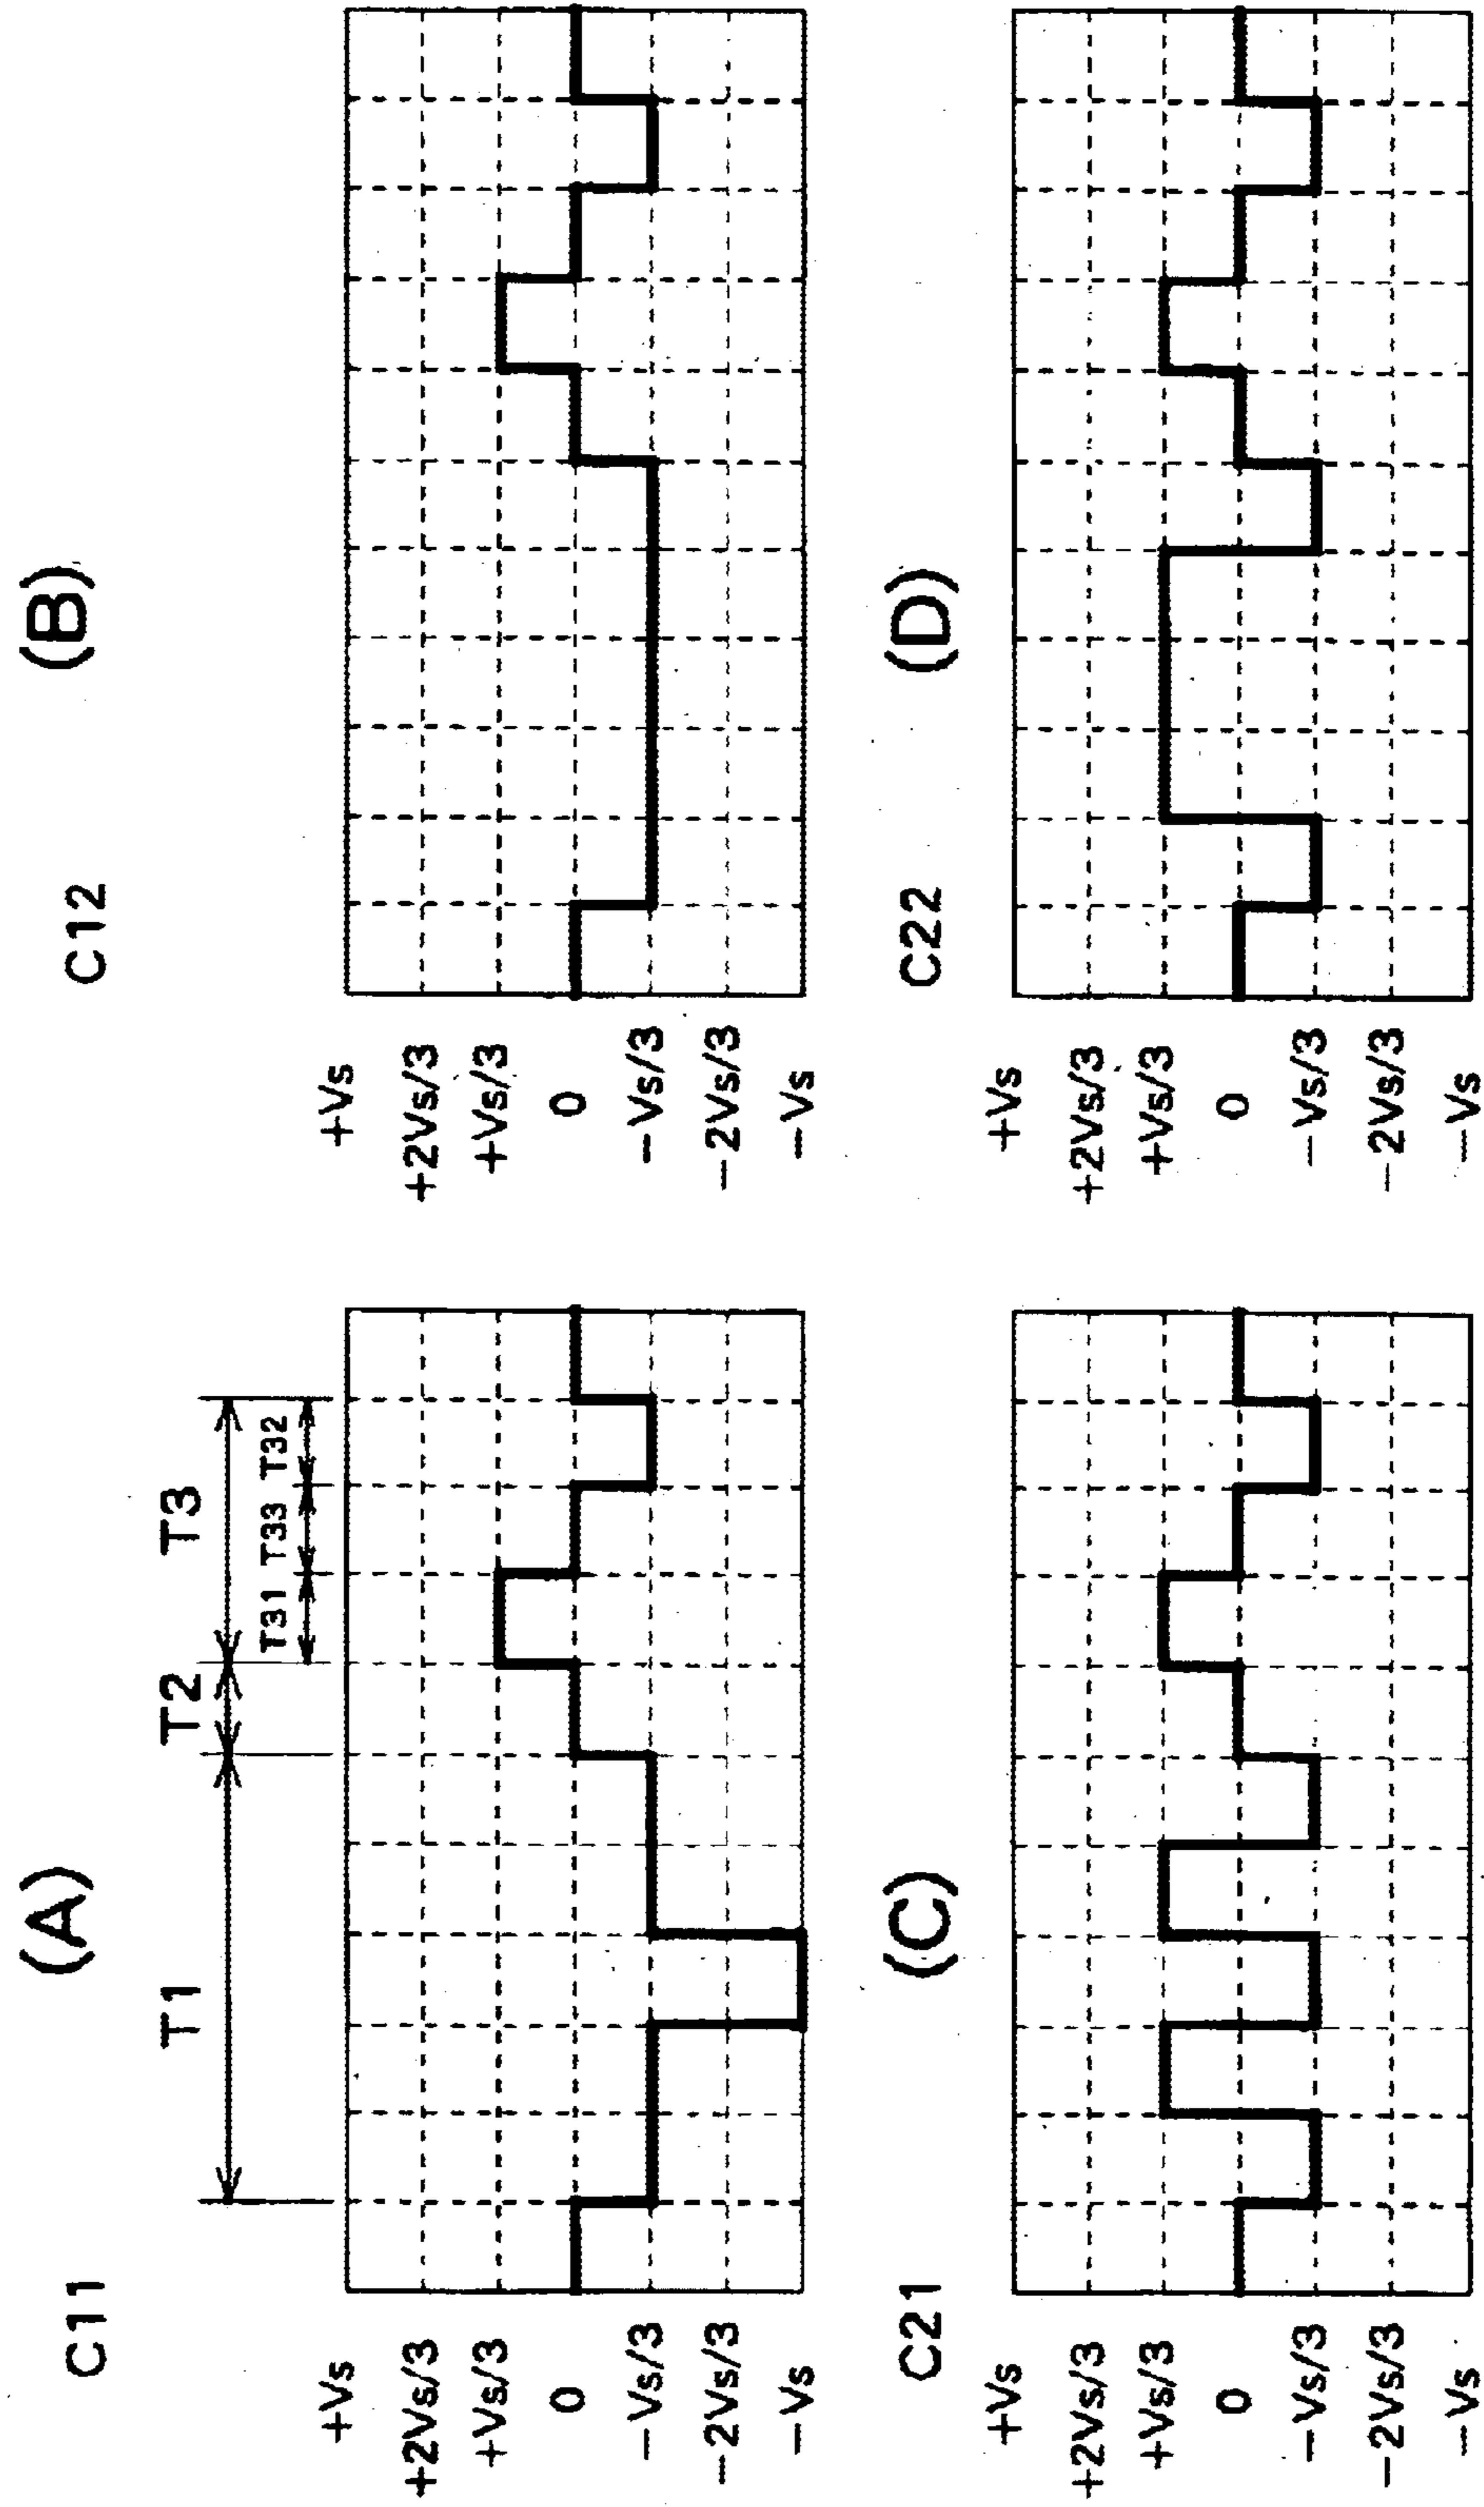 (A)
C11
T1 T2 T3
T31 T33 T32
+Vs
+2Vs/3
+Vs/3
0
-Vs/3
-2Vs/3
-Vs
(B)
C12
+Vs
+2Vs/3
+Vs/3
0
-Vs/3
-2Vs/3
-Vs
(C)
C21
+Vs
+2Vs/3
+Vs/3
0
-Vs/3
-2Vs/3
-Vs
(D)
C22
+Vs
+2Vs/3
+Vs/3
0
-Vs/3
-2Vs/3
-Vs